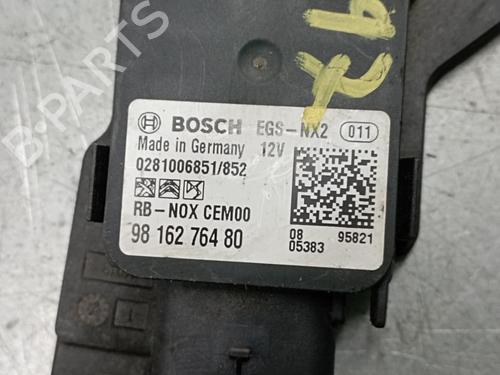 BOSCH EGS-NX2 011
Made in Germany 12V
0281006851/852
RB-NOX CEM00
98 162 764 80
08 95821
05383
B-PARTS